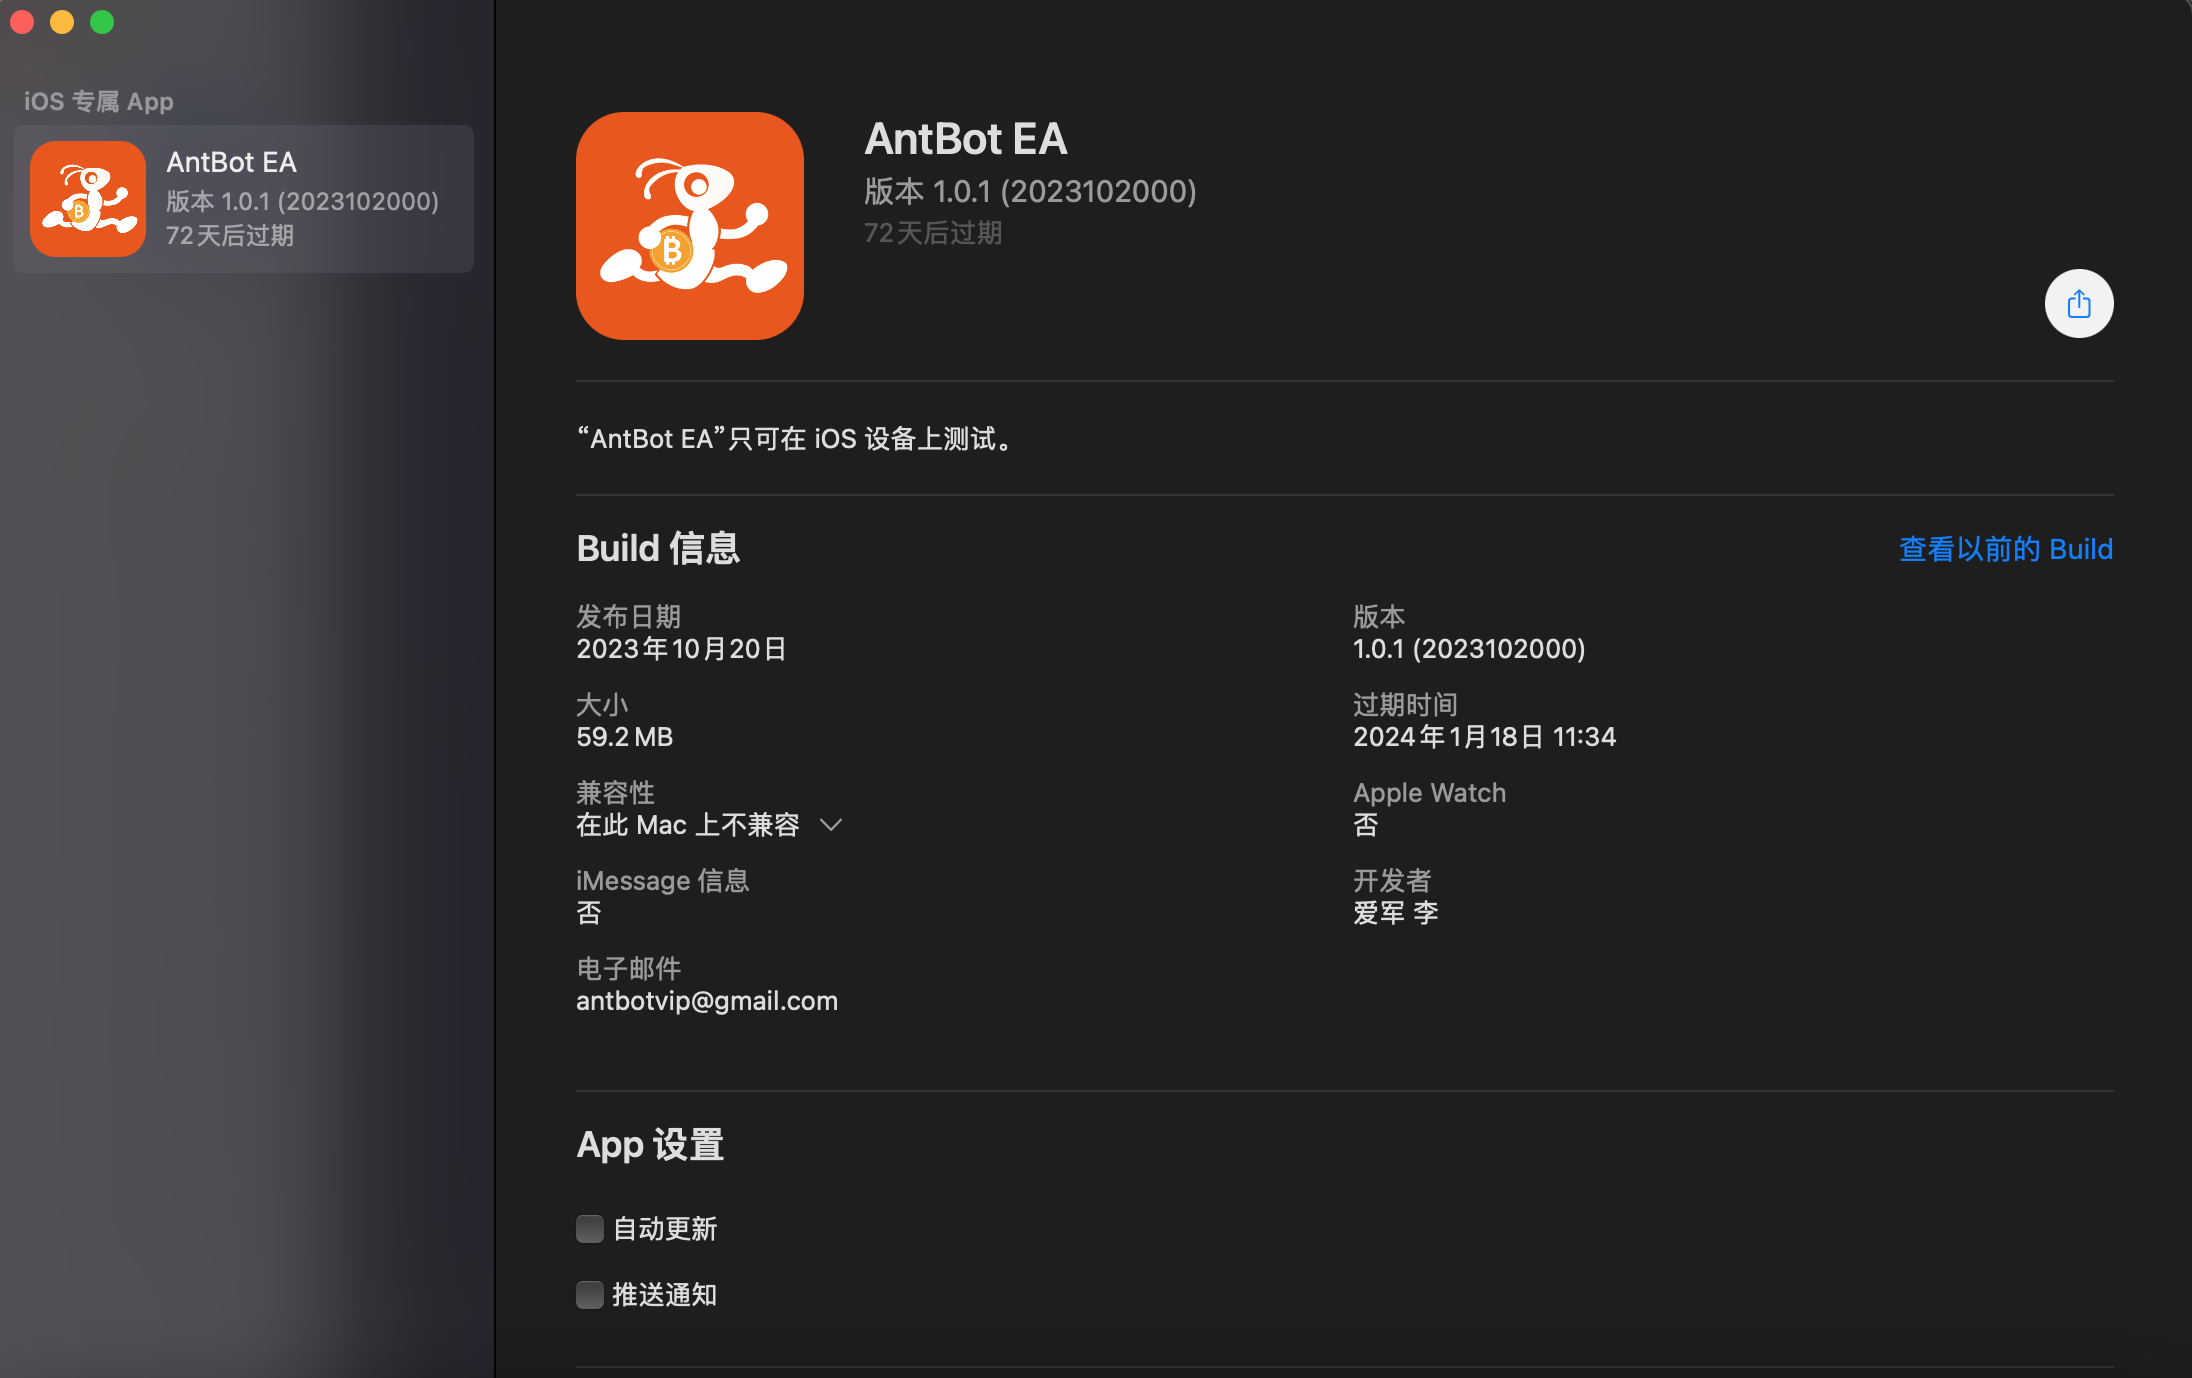 iOS 专属 App
AntBot EA
版本 1.0.1 (2023102000)
72天后过期
AntBot EA
版本 1.0.1 (2023102000)
72天后过期
“AntBot EA”只可在 iOS 设备上测试。
Build 信息
查看以前的 Build
发布日期
2023年10月20日
版本
1.0.1 (2023102000)
大小
59.2 MB
过期时间
2024年1月18日 11:34
兼容性
在此 Mac 上不兼容
Apple Watch
否
iMessage 信息
否
开发者
爱军 李
电子邮件
antbotvip@gmail.com
App 设置
自动更新
推送通知